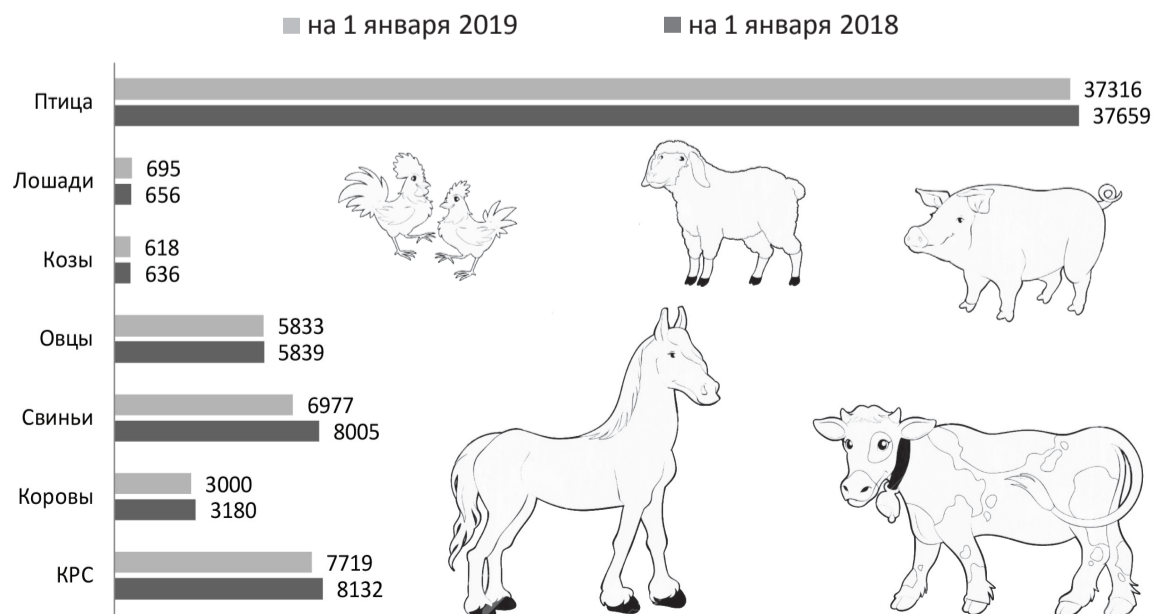 на 1 января 2019
на 1 января 2018
Птица
37316
37659
Лошади
695
656
Козы
618
636
Овцы
5833
5839
Свиньи
6977
8005
Коровы
3000
3180
КРС
7719
8132